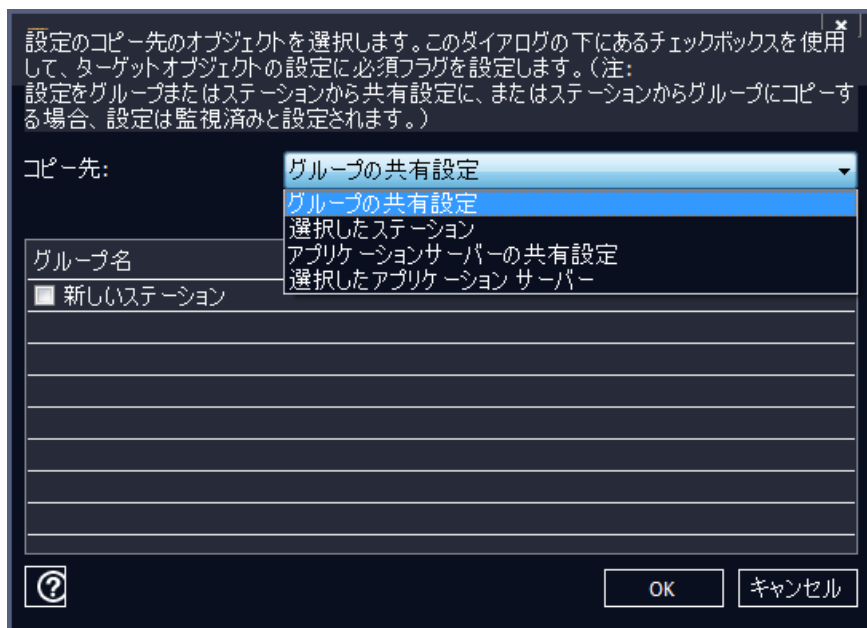 設定のコピー先のオブジェクトを選択します。このダイアログの下にあるチェックボックスを使用
して、ターゲットオブジェクトの設定に必須フラグを設定します。（注：
設定をグループまたはステーションから共有設定に、またはステーションからグループにコピーす
る場合、設定は監視済みと設定されます。）
コピー先: グループの共有設定
グループの共有設定
選択したステーション
アプリケーションサーバーの共有設定
選択したアプリケーション サーバー
グループ名
新しいステーション
OK キャンセル